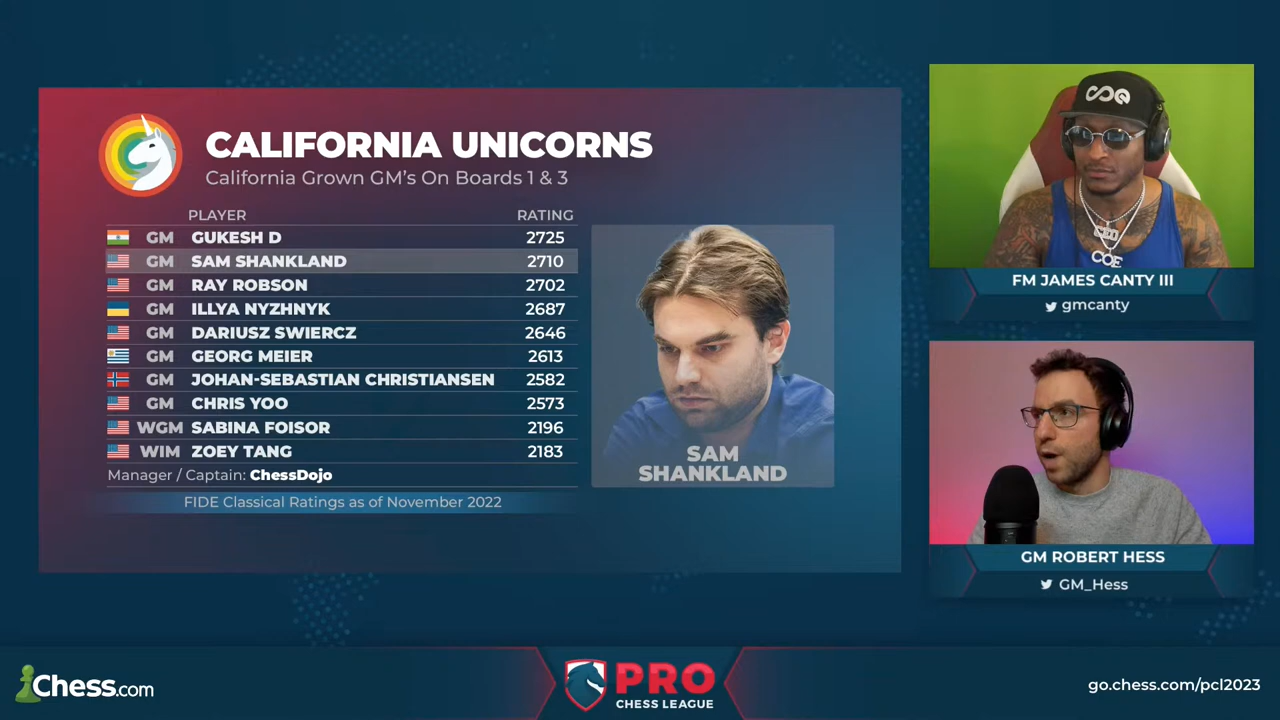 CALIFORNIA UNICORNS
California Grown GM's On Boards 1 & 3
PLAYER RATING
GM GUKESH D 2725
GM SAM SHANKLAND 2710
GM RAY ROBSON 2702
GM ILLYA NYZHNYK 2687
GM DARIUSZ SWIERCZ 2646
GM GEORG MEIER 2613
GM JOHAN-SEBASTIAN CHRISTIANSEN 2582
GM CHRIS YOO 2573
WGM SABINA FOISOR 2196
WIM ZOEY TANG 2183
Manager / Captain: ChessDojo
FIDE Classical Ratings as of November 2022
SAM
SHANKLAND
COE
CEO
COE
FM JAMES CANTY III
gmcanty
GM ROBERT HESS
GM_Hess
Chess.com
PRO
CHESS LEAGUE
go.chess.com/pcl2023